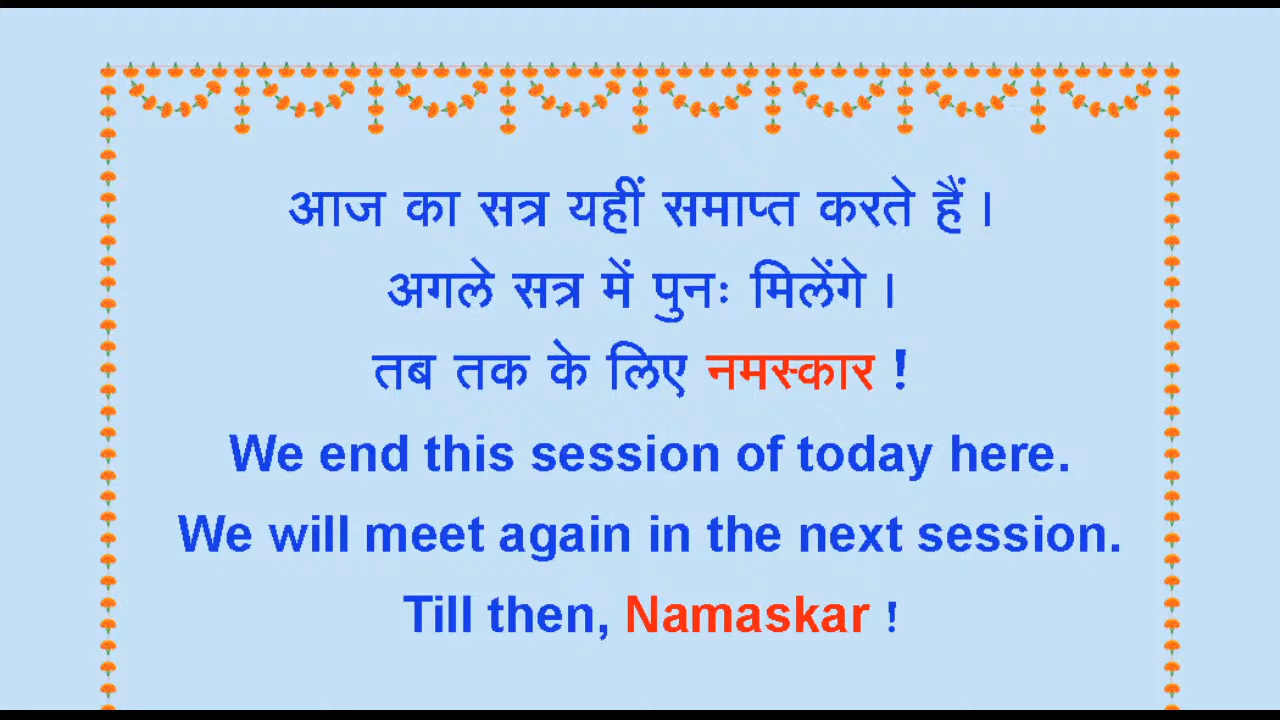 आज का सत्र यहीं समाप्त करते हैं ।
अगले सत्र में पुनः मिलेंगे ।
तब तक के लिए नमस्कार !
We end this session of today here.
We will meet again in the next session.
Till then, Namaskar !